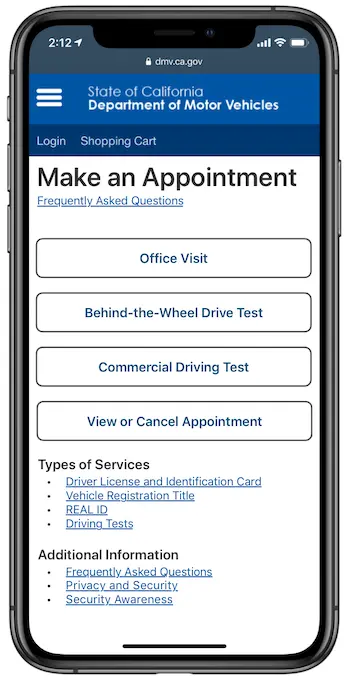 2:12
dmv.ca.gov
State of California
Department of Motor Vehicles
Login Shopping Cart
Make an Appointment
Frequently Asked Questions
Office Visit
Behind-the-Wheel Drive Test
Commercial Driving Test
View or Cancel Appointment
Types of Services
• Driver License and Identification Card
• Vehicle Registration Title
• REAL ID
• Driving Tests
Additional Information
• Frequently Asked Questions
• Privacy and Security
• Security Awareness